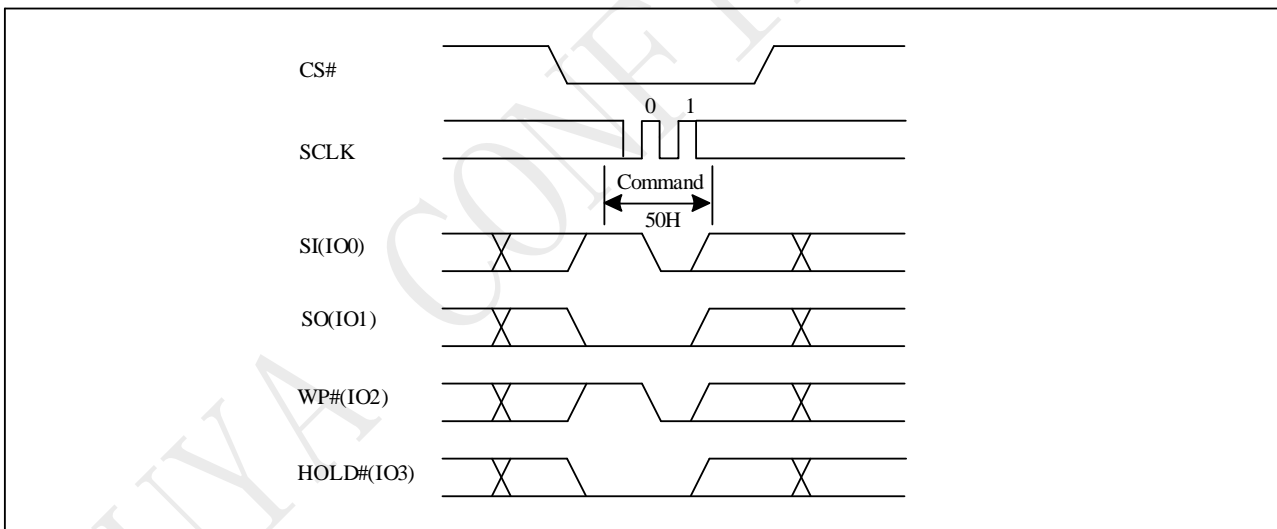 CS#
0 1
SCLK
Command
50H
SI(IO0)
SO(IO1)
WP#(IO2)
HOLD#(IO3)